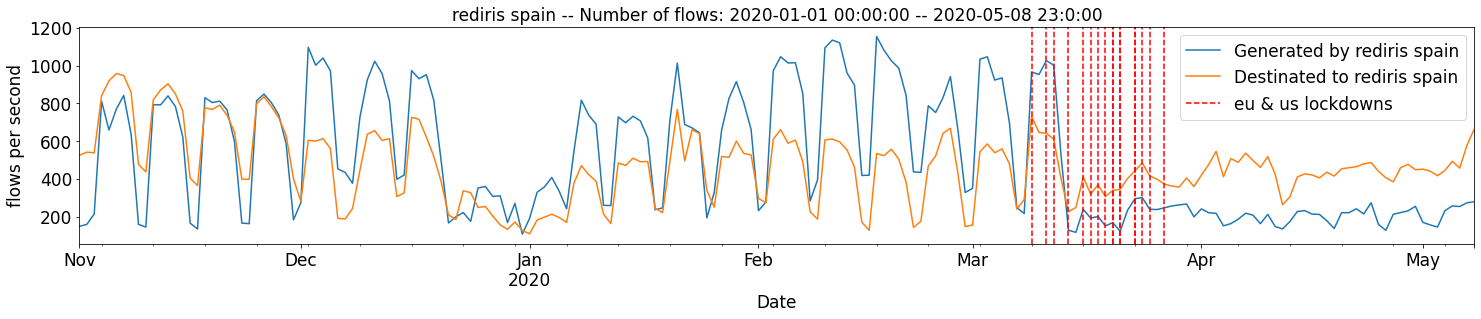 rediris spain -- Number of flows: 2020-01-01 00:00:00 -- 2020-05-08 23:0:00
flows per second
1200
1000
800
600
400
200
Generated by rediris spain
Destinated to rediris spain
eu & us lockdowns
Nov Dec Jan Feb Mar Apr May
2020
Date